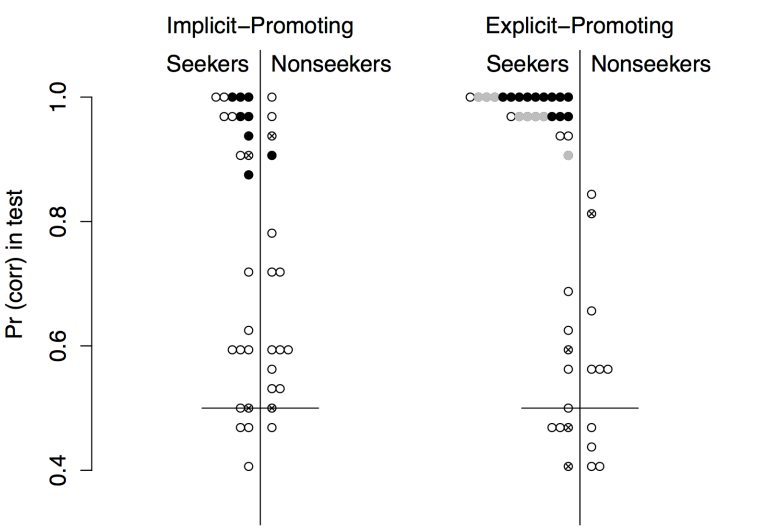 Implicit−Promoting
Explicit−Promoting
Seekers
Nonseekers
Seekers
Nonseekers
Pr (corr) in test
1.0
0.8
0.6
0.4